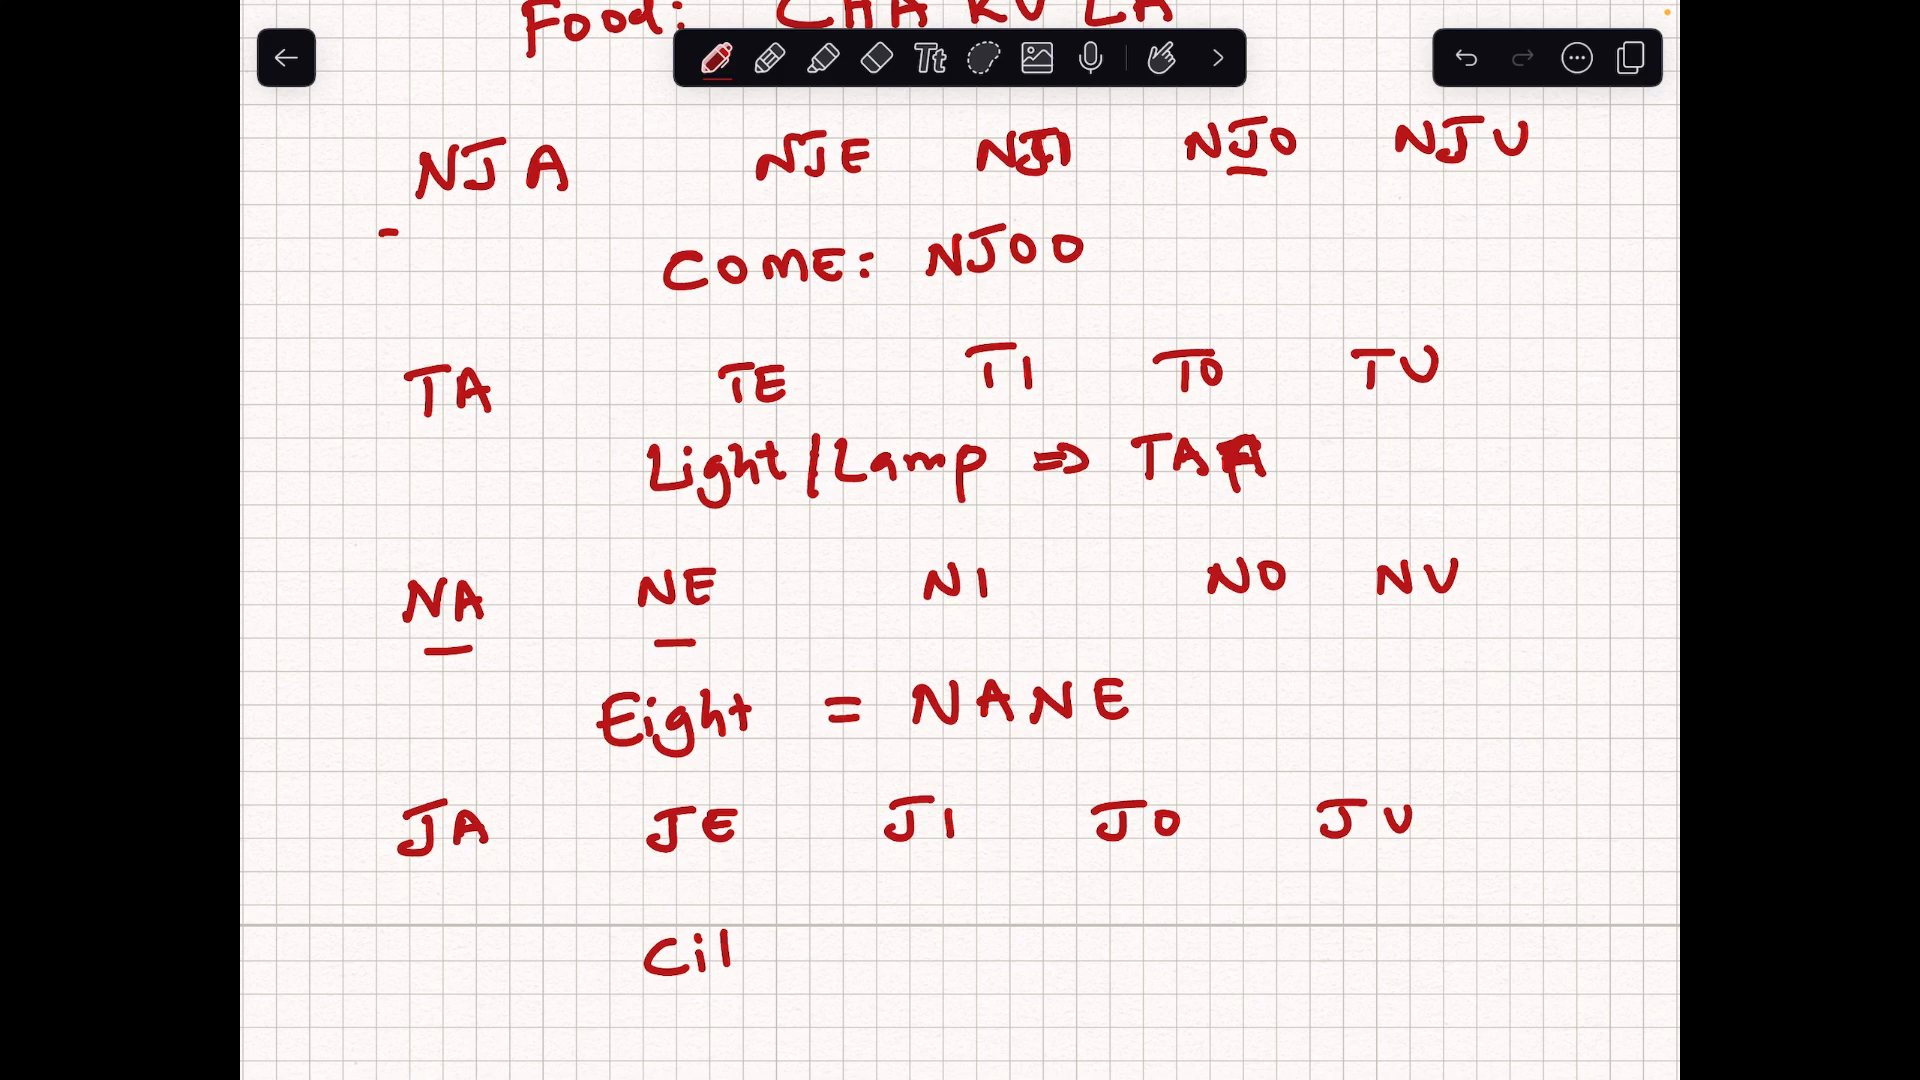 Food: CHAKULA
NJA NJE NJI NJO NJU
COME: NJOO
TA TE TI TO TU
Light/Lamp => TAA
NA NE NI NO NU
Eight = NANE
JA JE JI JO JU
Cil